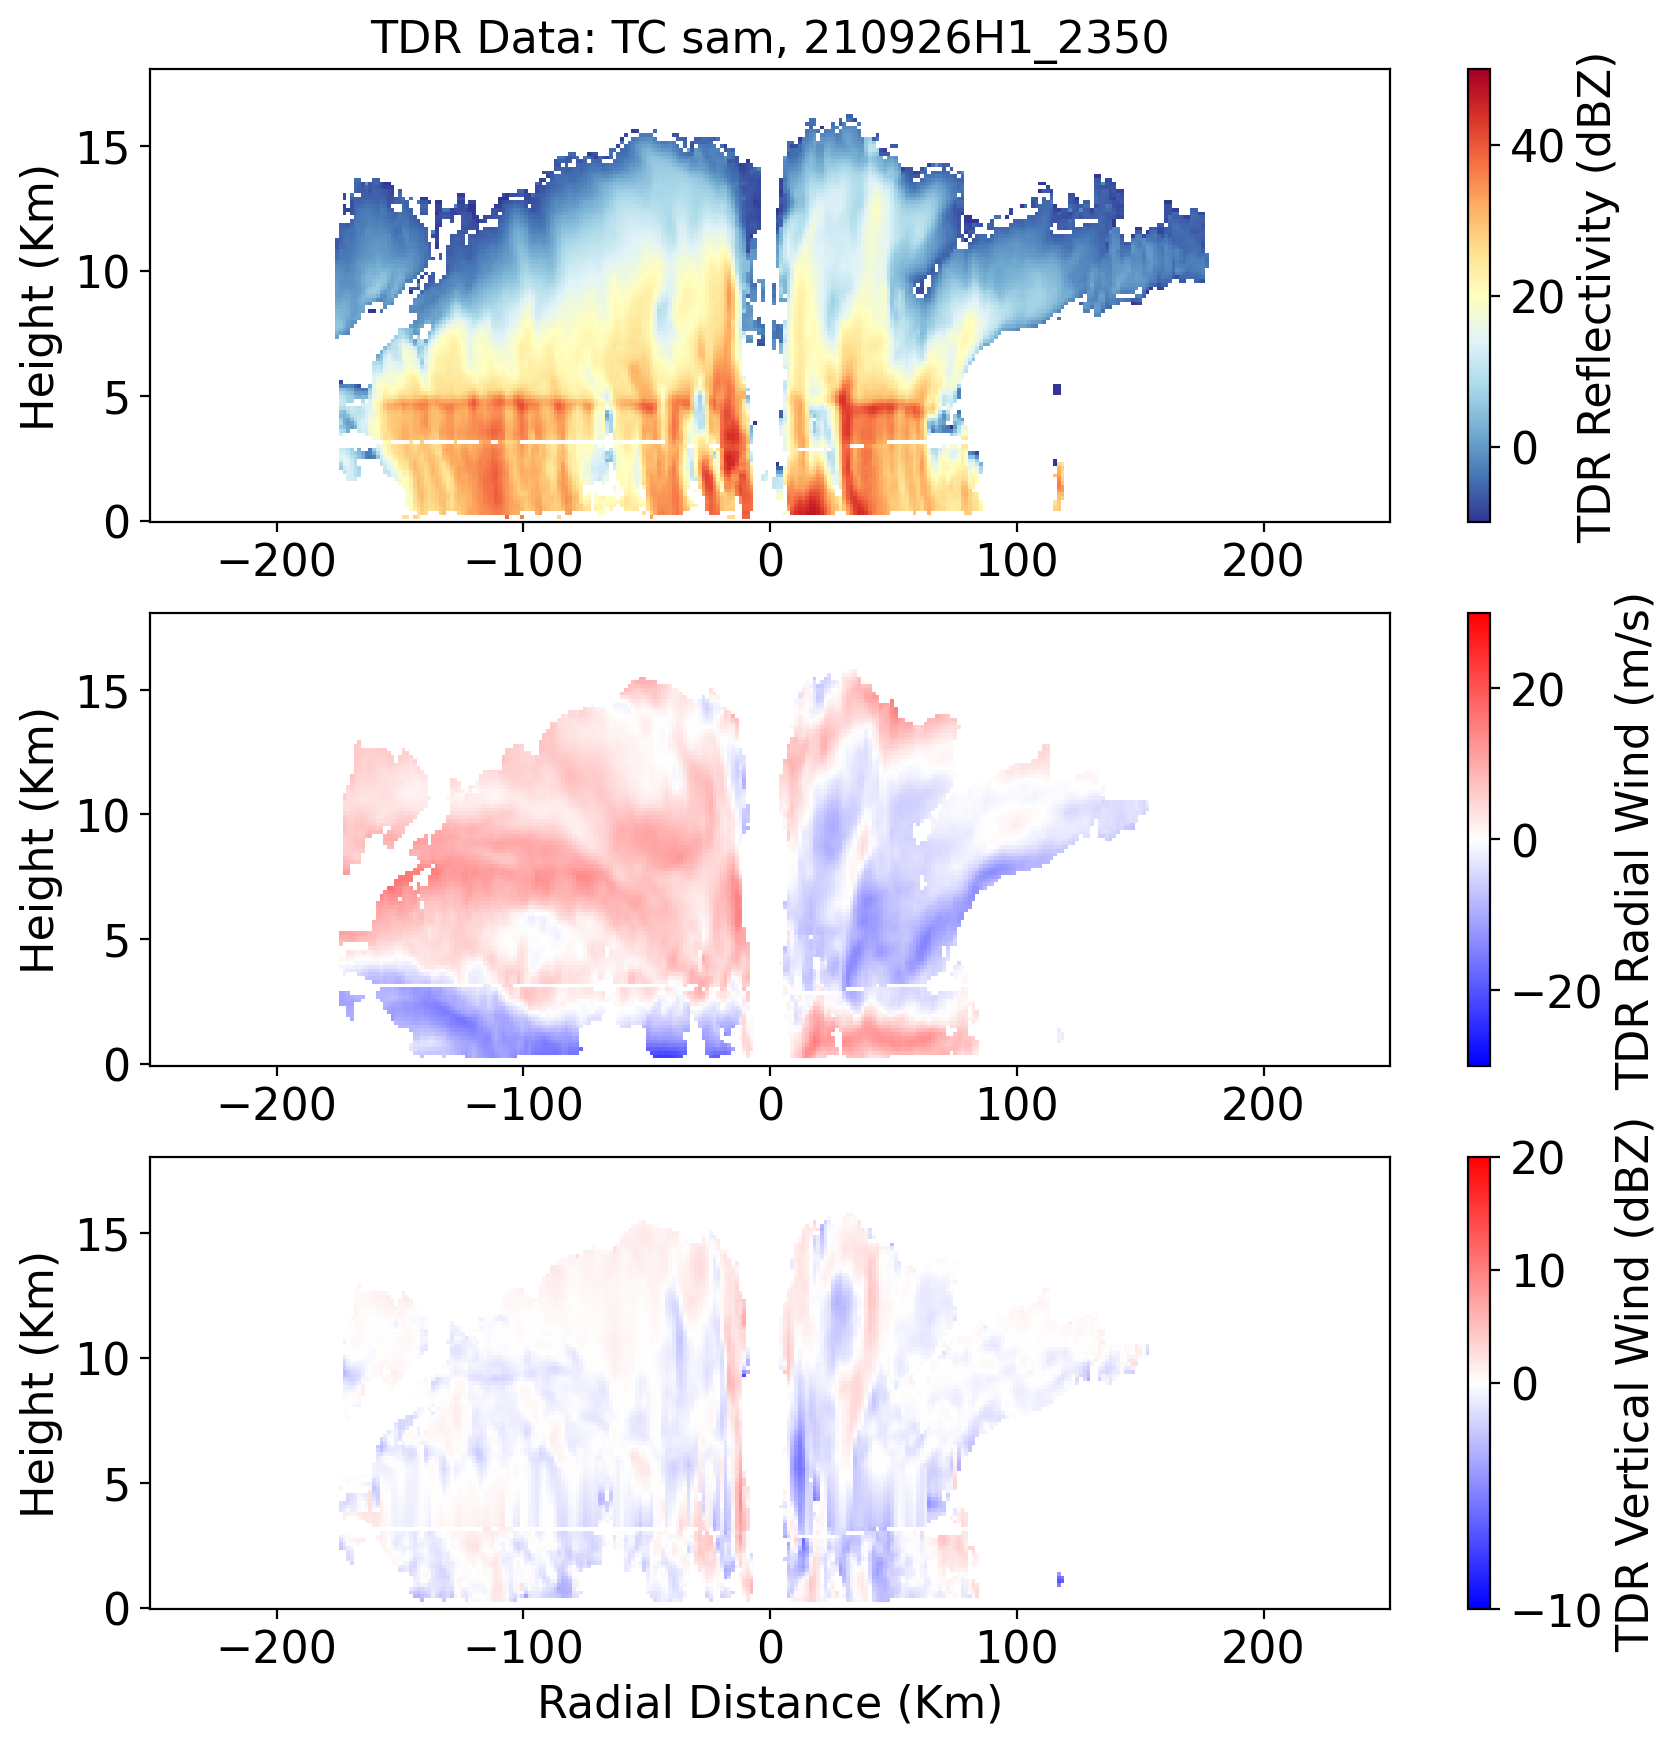 TDR Data: TC sam, 210926H1_2350
15
10
5
0
Height (Km)
−200 −100 0 100 200
40
20
0
TDR Reflectivity (dBZ)
15
10
5
0
Height (Km)
−200 −100 0 100 200
20
0
−20
TDR Radial Wind (m/s)
15
10
5
0
Height (Km)
−200 −100 0 100 200
Radial Distance (Km)
20
10
0
−10
TDR Vertical Wind (dBZ)